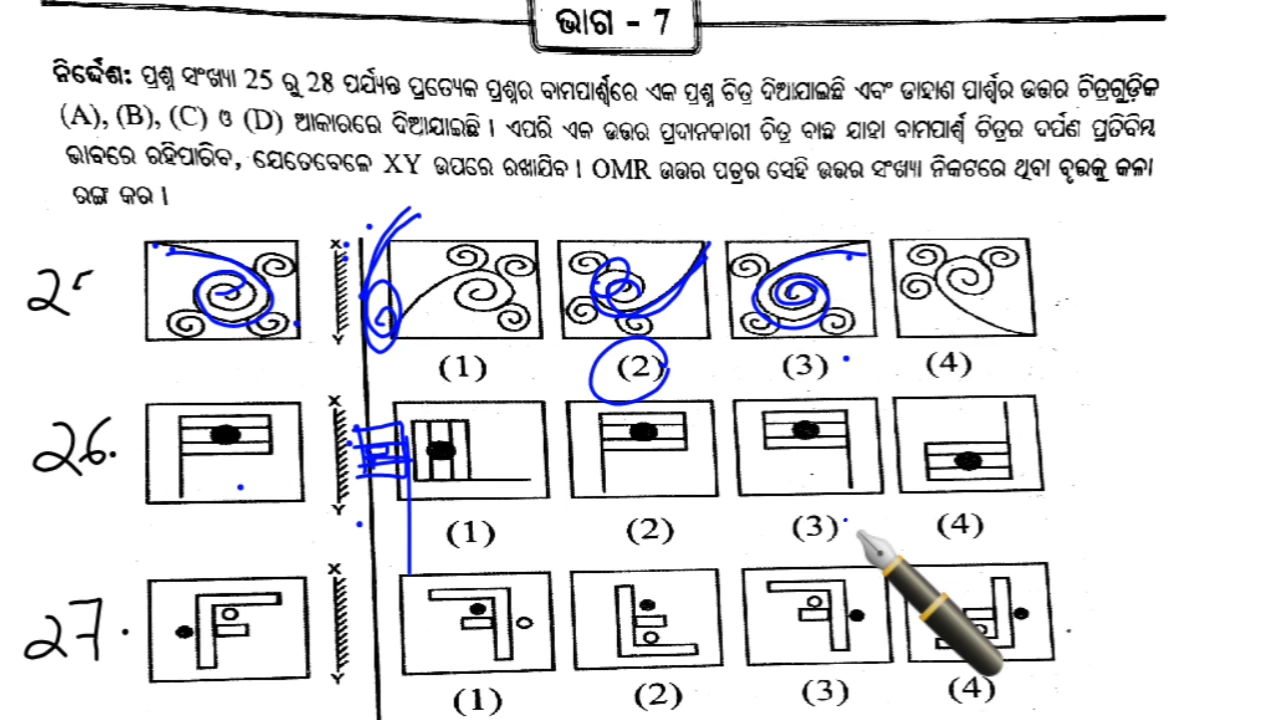 ଭାଗ - 7
ନିର୍ଦ୍ଦେଶ: ପ୍ରଶ୍ନ ସଂଖ୍ୟା 25 ରୁ 28 ପର୍ଯ୍ୟନ୍ତ ପ୍ରତ୍ୟେକ ପ୍ରଶ୍ନର ବାମପାର୍ଶ୍ଵରେ ଏକ ପ୍ରଶ୍ନ ଚିତ୍ର ଦିଆଯାଇଛି ଏବଂ ଡାହାଣ ପାର୍ଶ୍ଵର ଉତ୍ତର ଚିତ୍ରଗୁଡ଼ିକ
(A), (B), (C) ଓ (D) ଆକାରରେ ଦିଆଯାଇଛି । ଏପରି ଏକ ଉତ୍ତର ପ୍ରଦାନକାରୀ ଚିତ୍ର ବାଛ ଯାହା ବାମପାର୍ଶ୍ଵ ଚିତ୍ରର ଦର୍ପଣ ପ୍ରତିବିମ୍ବ
ଭାବରେ ରହିପାରିବ, ଯେତେବେଳେ XY ଉପରେ ରଖାଯିବ । OMR ଉତ୍ତର ପତ୍ରର ସେହି ଉତ୍ତର ସଂଖ୍ୟା ନିକଟରେ ଥିବା ବୃତ୍ତକୁ କଳା
ରଙ୍ଗ କର ।
X
Y
(1) (2) (3) (4)
26.
X
Y
(1) (2) (3) (4)
27.
X
Y
(1) (2) (3) (4)